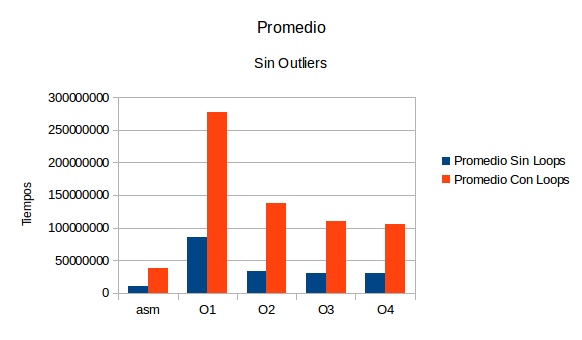 Promedio
Sin Outliers
300000000
250000000
200000000
150000000
100000000
50000000
0
Tiempos
asm O1 O2 O3 O4
Promedio Sin Loops
Promedio Con Loops